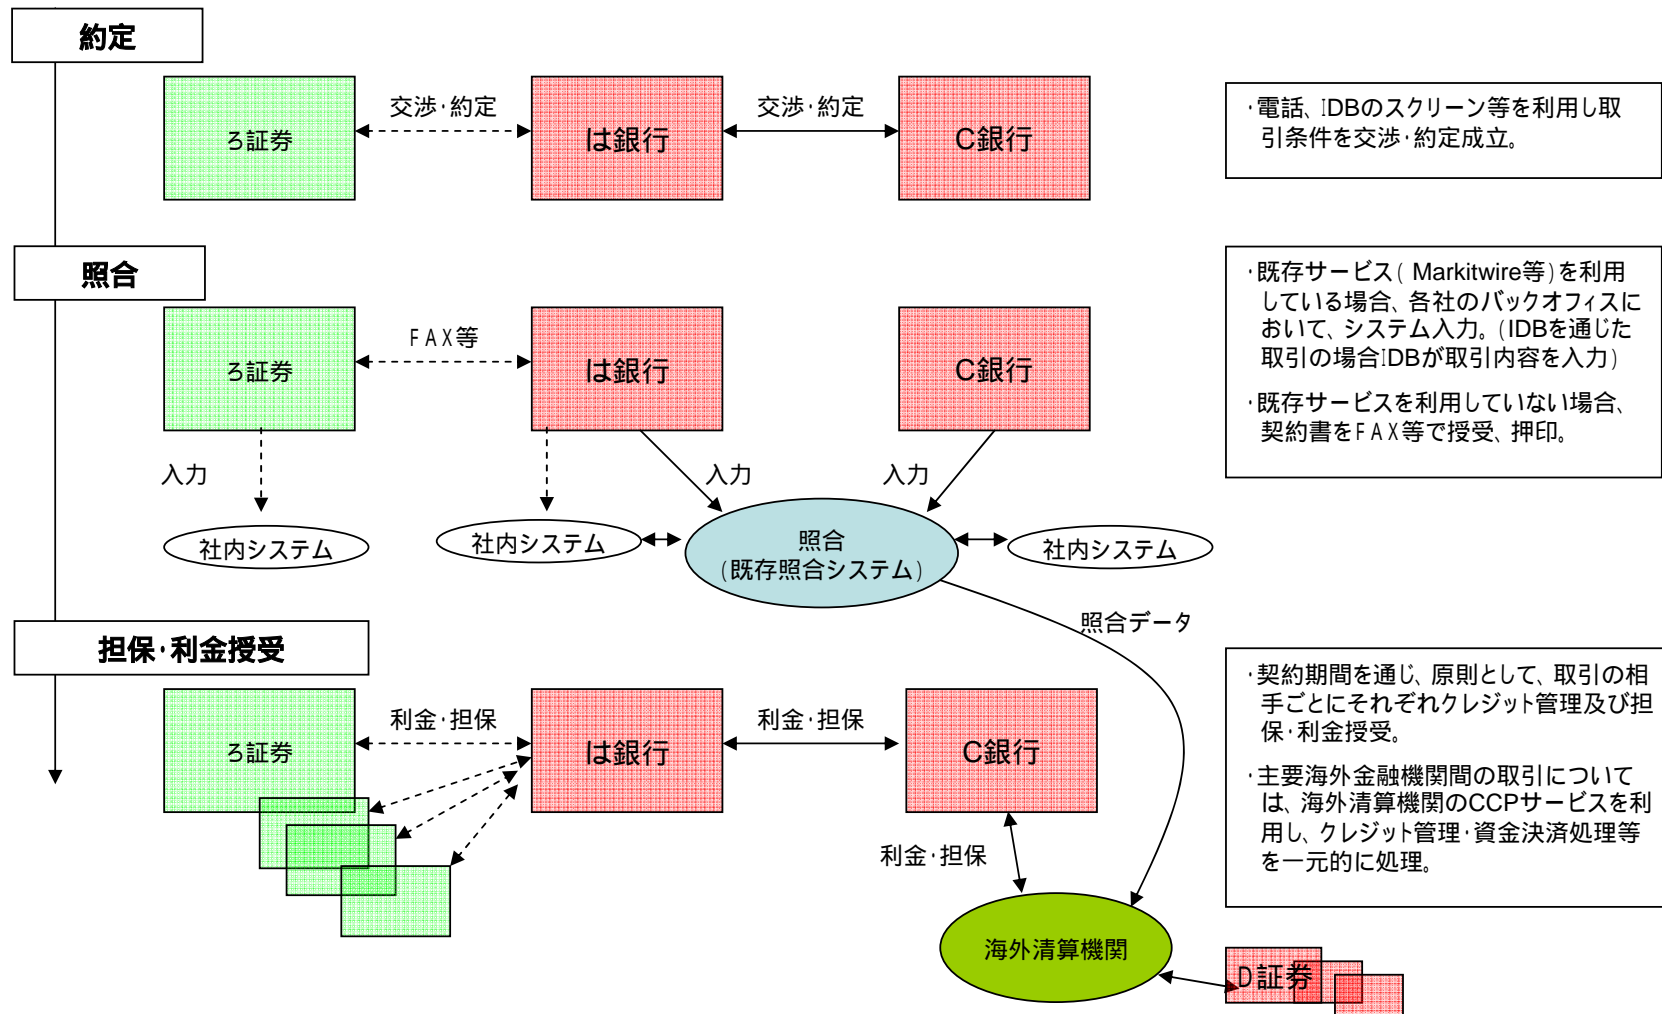 約定
交渉・約定
交渉・約定
ろ証券
は銀行
C銀行
・電話、IDBのスクリーン等を利用し取
引条件を交渉・約定成立。
照合
FAX等
ろ証券
は銀行
C銀行
・既存サービス(Markitwire等)を利用
している場合、各社のバックオフィスに
おいて、システム入力。(IDBを通じた
取引の場合IDBが取引内容を入力)
・既存サービスを利用していない場合、
契約書をFAX等で授受、押印。
入力
入力
入力
社内システム
社内システム
照合
(既存照合システム)
社内システム
照合データ
担保・利金授受
利金・担保
利金・担保
ろ証券
は銀行
C銀行
・契約期間を通じ、原則として、取引の相
手ごとにそれぞれクレジット管理及び担
保・利金授受。
・主要海外金融機関間の取引について
は、海外清算機関のCCPサービスを利
用し、クレジット管理・資金決済処理等
を一元的に処理。
利金・担保
海外清算機関
D証券